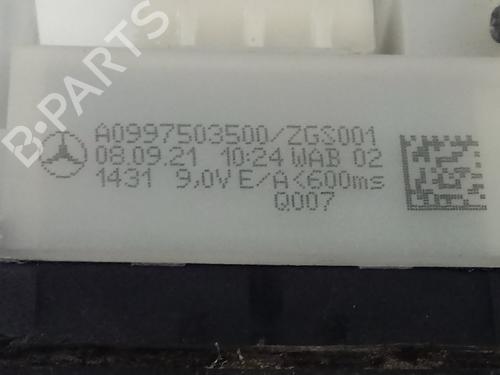 B-PARTS
A0997503500/ZGS001
08.09.21 10:24 WAB 02
1431 9,0V E/A<600ms
Q007